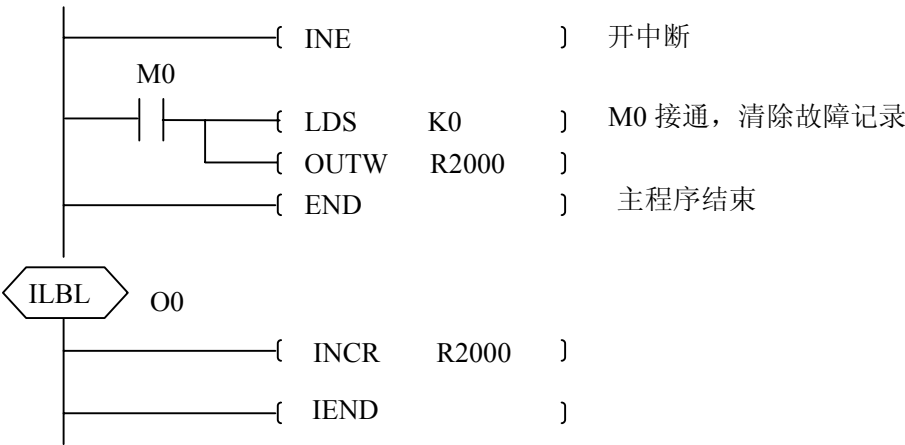 INE 开中断
M0
LDS K0 M0 接通，清除故障记录
OUTW R2000
END 主程序结束
ILBL O0
INCR R2000
IEND